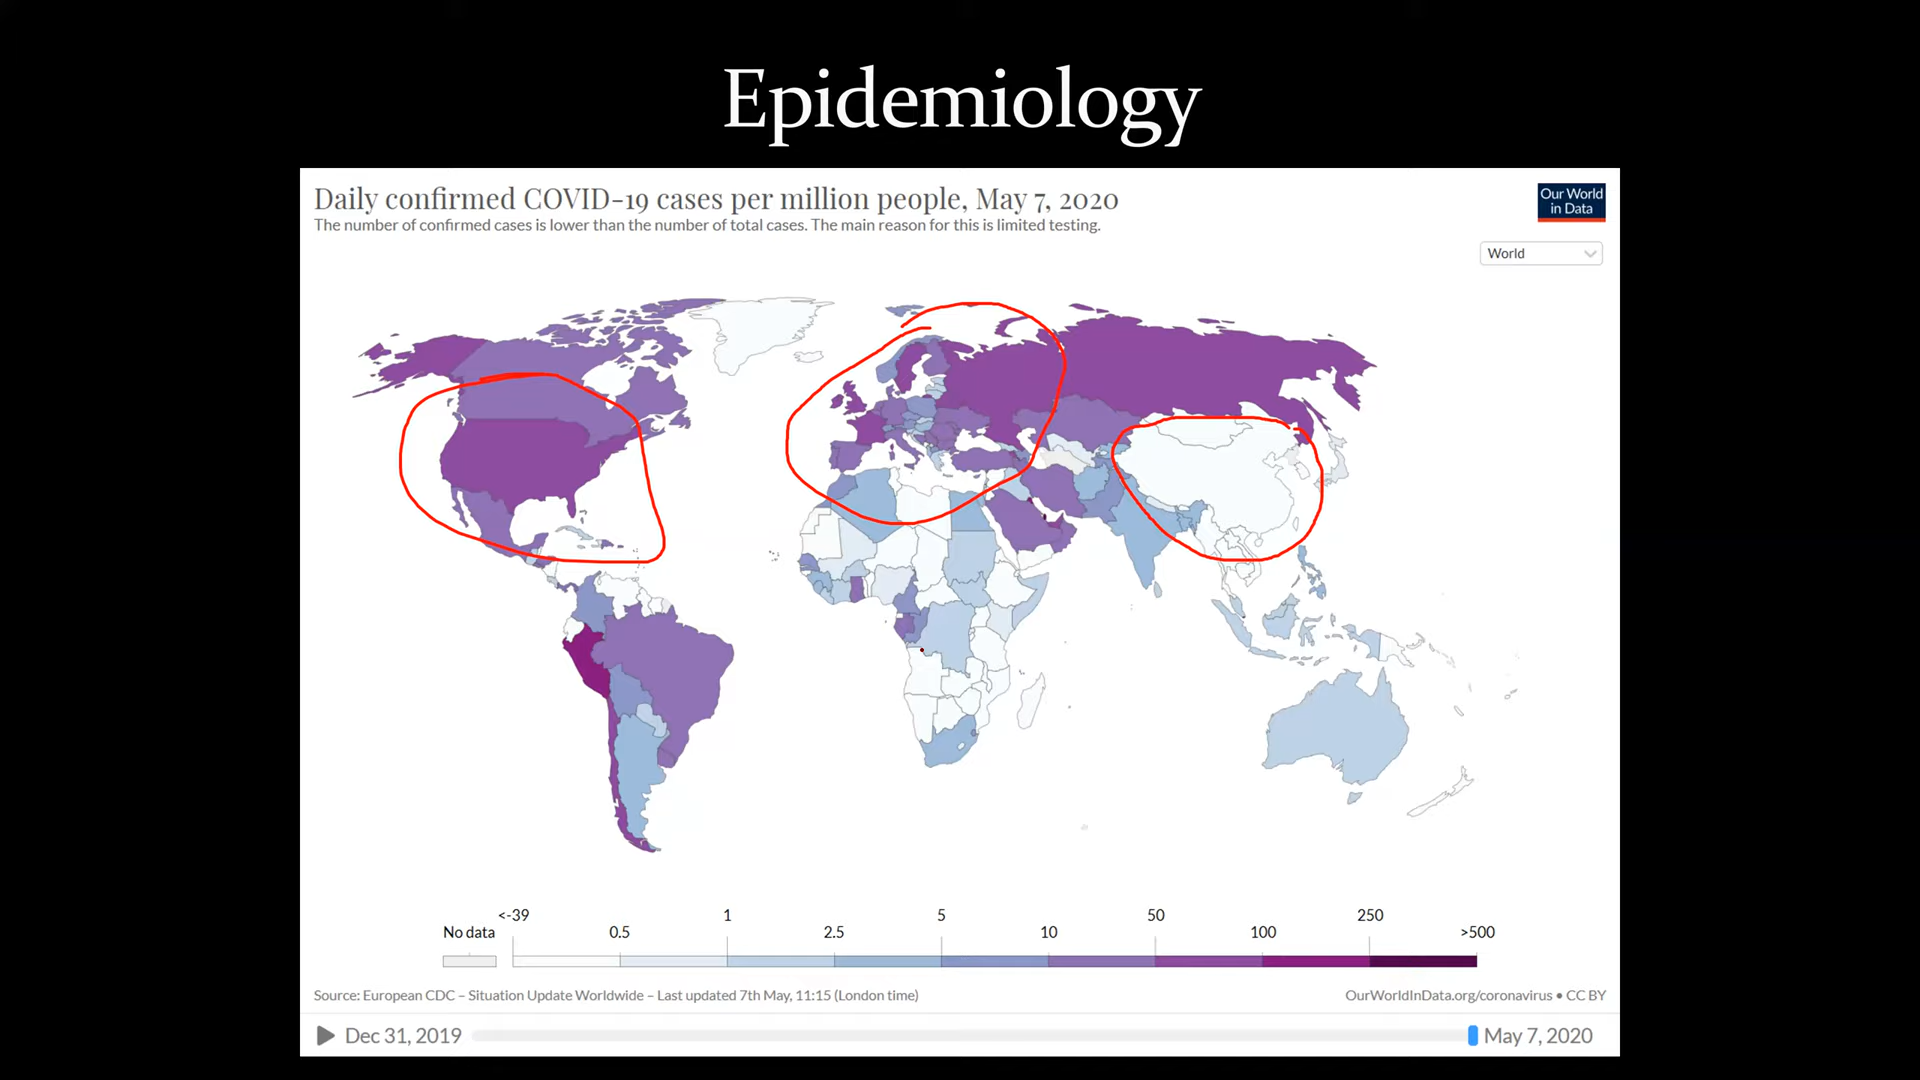 Epidemiology
Daily confirmed COVID-19 cases per million people, May 7, 2020
The number of confirmed cases is lower than the number of total cases. The main reason for this is limited testing.
Our World
in Data
World
<-39 1 5 50 250
No data 0.5 2.5 10 100 >500
Source: European CDC – Situation Update Worldwide – Last updated 7th May, 11:15 (London time)
OurWorldInData.org/coronavirus • CC BY
Dec 31, 2019
May 7, 2020